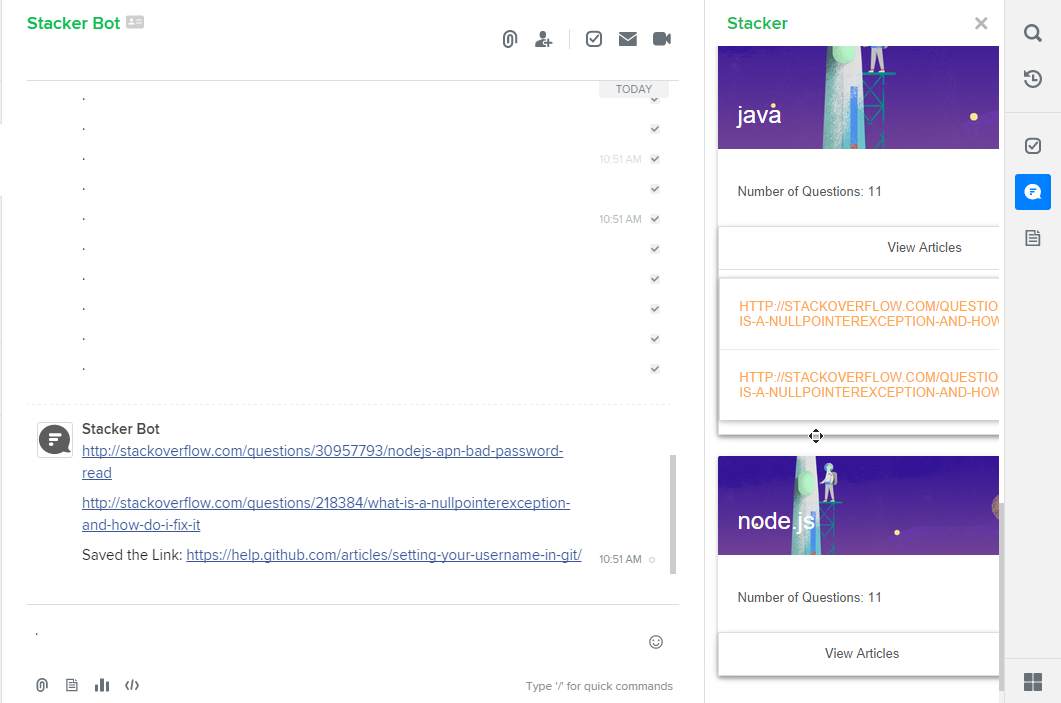 Stacker Bot
TODAY
.
.
.
10:51 AM
.
.
10:51 AM
.
.
.
.
.
Stacker Bot
http://stackoverflow.com/questions/30957793/nodejs-apn-bad-password-
read
http://stackoverflow.com/questions/218384/what-is-a-nullpointerexception-
and-how-do-i-fix-it
Saved the Link: https://help.github.com/articles/setting-your-username-in-git/
10:51 AM
.
Type '/' for quick commands
Stacker
java
Number of Questions: 11
View Articles
HTTP://STACKOVERFLOW.COM/QUESTIO
IS-A-NULLPOINTEREXCEPTION-AND-HOW
HTTP://STACKOVERFLOW.COM/QUESTIO
IS-A-NULLPOINTEREXCEPTION-AND-HOW
node.js
Number of Questions: 11
View Articles